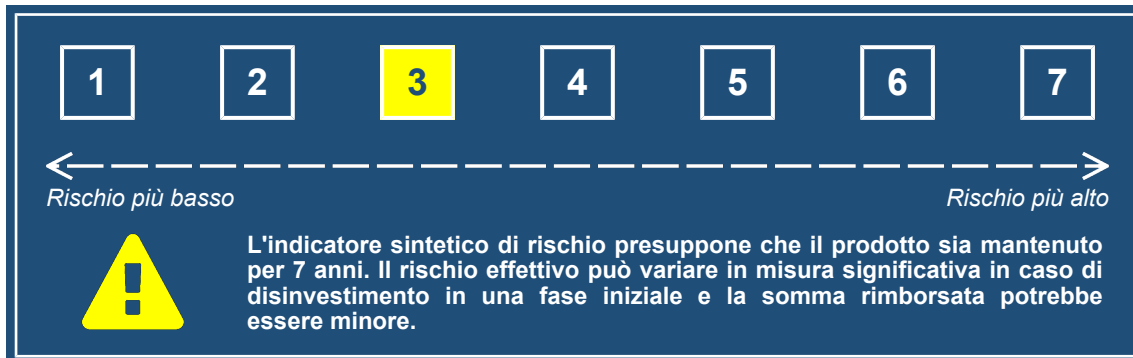 1 2 3 4 5 6 7
Rischio più basso Rischio più alto
!
L'indicatore sintetico di rischio presuppone che il prodotto sia mantenuto
per 7 anni. Il rischio effettivo può variare in misura significativa in caso di
disinvestimento in una fase iniziale e la somma rimborsata potrebbe
essere minore.